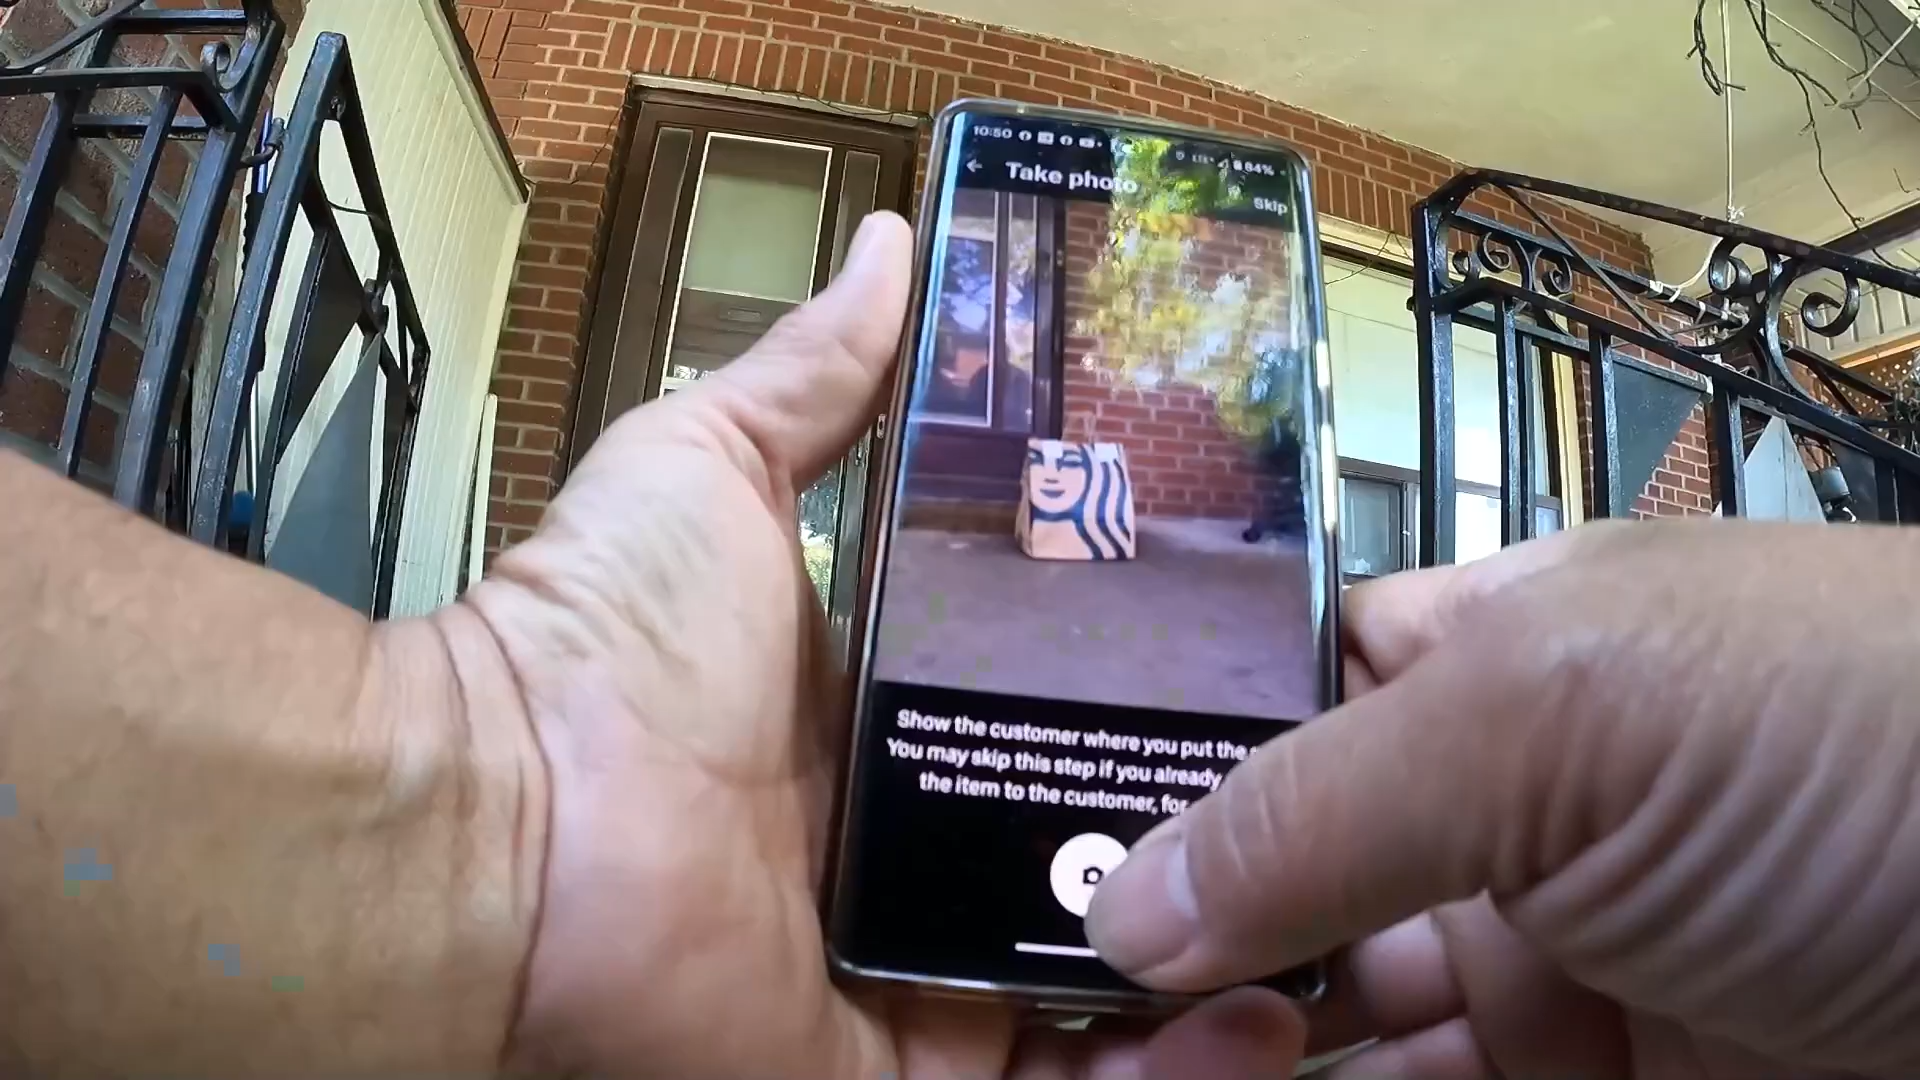 10:50
84%
Take photo
Skip
Show the customer where you put the
You may skip this step if you already
the item to the customer, for